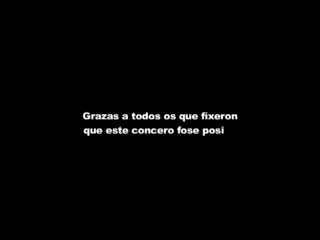 Grazas a todos os que fixeron
que este concero fose posi